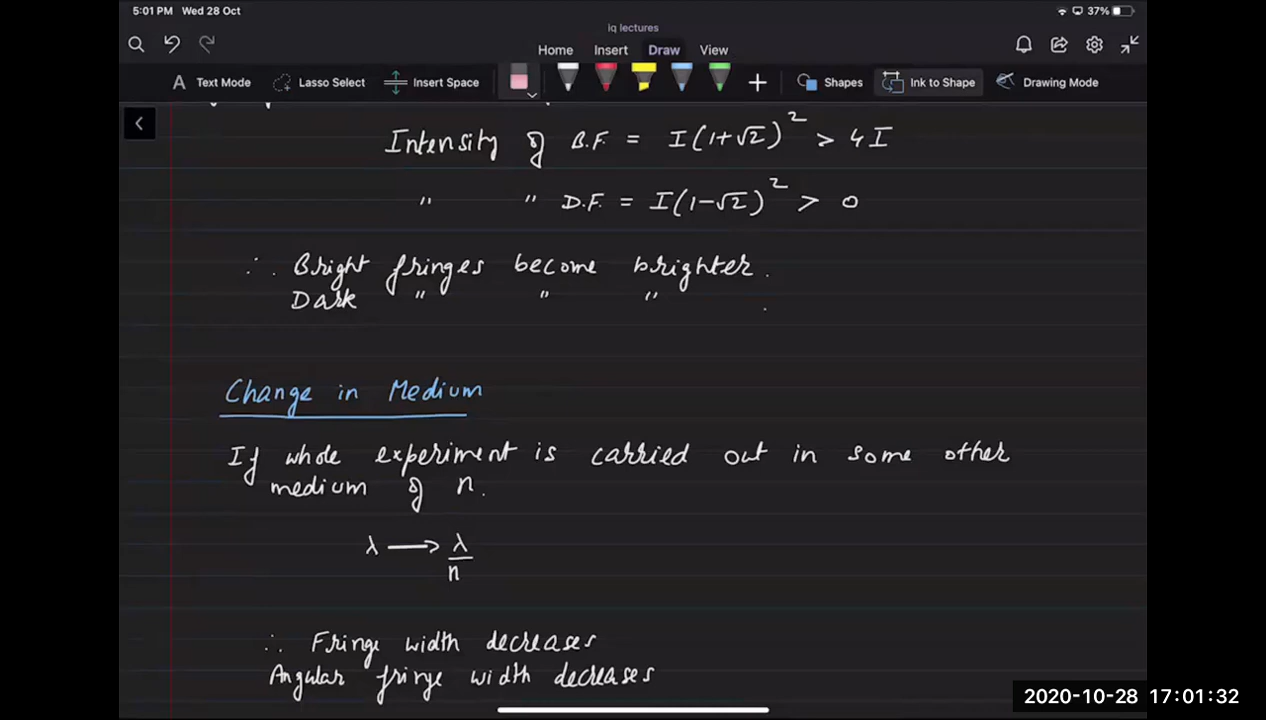 5:01 PM Wed 28 Oct
37%
iq lectures
Home Insert Draw View
Text Mode Lasso Select Insert Space Shapes Ink to Shape Drawing Mode
Intensity of B.F. = I(1+√2)² > 4I
" " D.F. = I(1-√2)² > 0
∴ Bright fringes become brighter.
Dark " " " .
Change in Medium
If whole experiment is carried out in some other
medium of n.
λ → λ/n
∴ Fringe width decreases
Angular fringe width decreases
2020-10-28 17:01:32